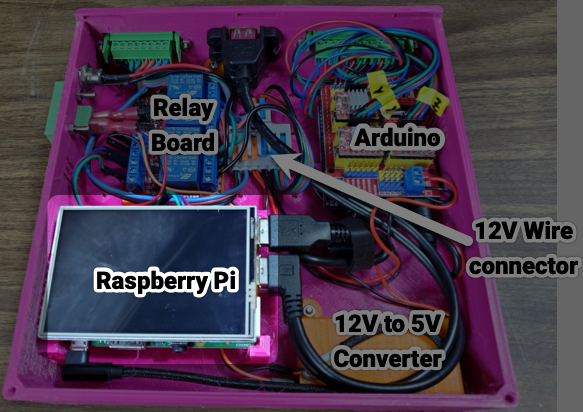 Relay
Board
Arduino
Y
Z
12V Wire
connector
Raspberry Pi
12V to 5V
Converter